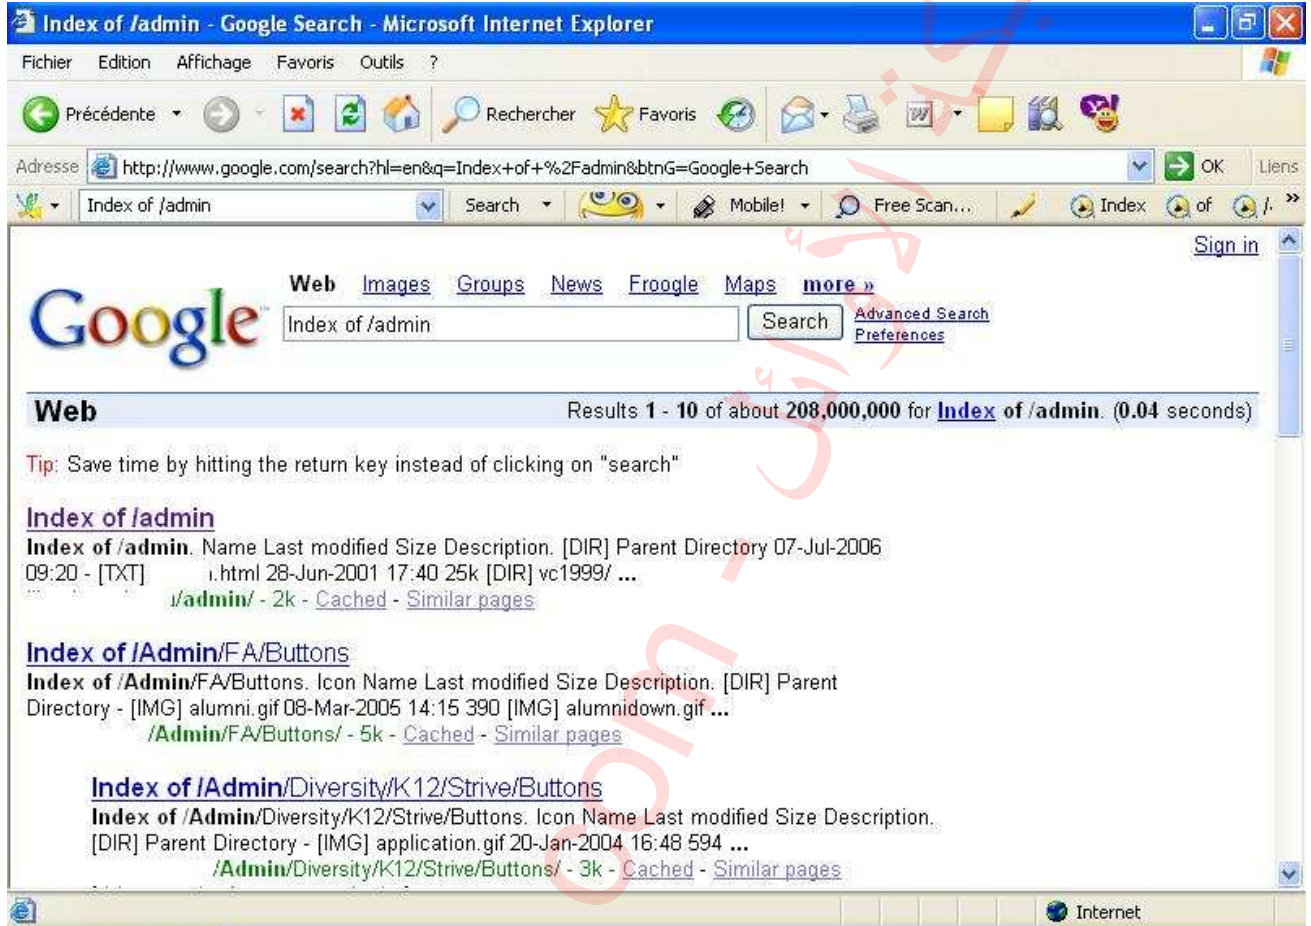 Index of /admin - Google Search - Microsoft Internet Explorer
Fichier Edition Affichage Favoris Outils ?
Précédente Rechercher Favoris
Adresse http://www.google.com/search?hl=en&q=Index+of+%2Fadmin&btnG=Google+Search OK Liens
Index of /admin Search Mobile! Free Scan... Index of /. »
Sign in
Web Images Groups News Froogle Maps more »
Google™ Index of /admin Search Advanced Search
Preferences
Web Results 1 - 10 of about 208,000,000 for Index of /admin. (0.04 seconds)
Tip: Save time by hitting the return key instead of clicking on "search"
Index of /admin
Index of /admin. Name Last modified Size Description. [DIR] Parent Directory 07-Jul-2006
09:20 - [TXT] .html 28-Jun-2001 17:40 25k [DIR] vc1999/ ...
/admin/ - 2k - Cached - Similar pages
Index of /Admin/FA/Buttons
Index of /Admin/FA/Buttons. Icon Name Last modified Size Description. [DIR] Parent
Directory - [IMG] alumni.gif 08-Mar-2005 14:15 390 [IMG] alumnidown.gif ...
/Admin/FA/Buttons/ - 5k - Cached - Similar pages
Index of /Admin/Diversity/K12/Strive/Buttons
Index of /Admin/Diversity/K12/Strive/Buttons. Icon Name Last modified Size Description.
[DIR] Parent Directory - [IMG] application.gif 20-Jan-2004 16:48 594 ...
/Admin/Diversity/K12/Strive/Buttons/ - 3k - Cached - Similar pages
Internet
com -